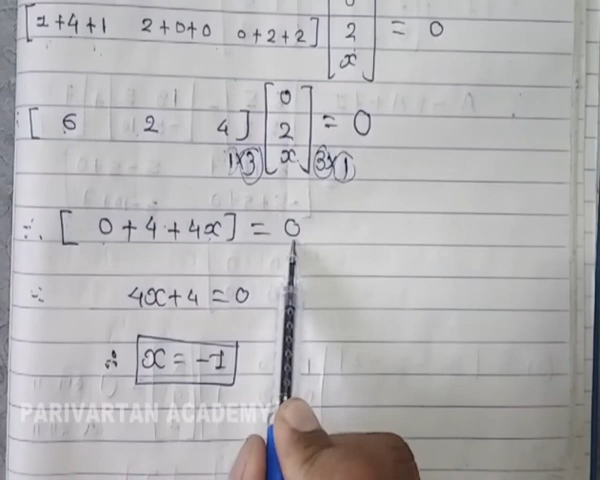 [1+4+1 2+0+0 0+2+2] [0 2 x] = 0
[ 6 2 4 ] [0 2 x] = 0
1×3 3×1
∴ [ 0+4+4x] = 0
∴ 4x+4 = 0
∴ x = -1
PARIVARTAN ACADEMY